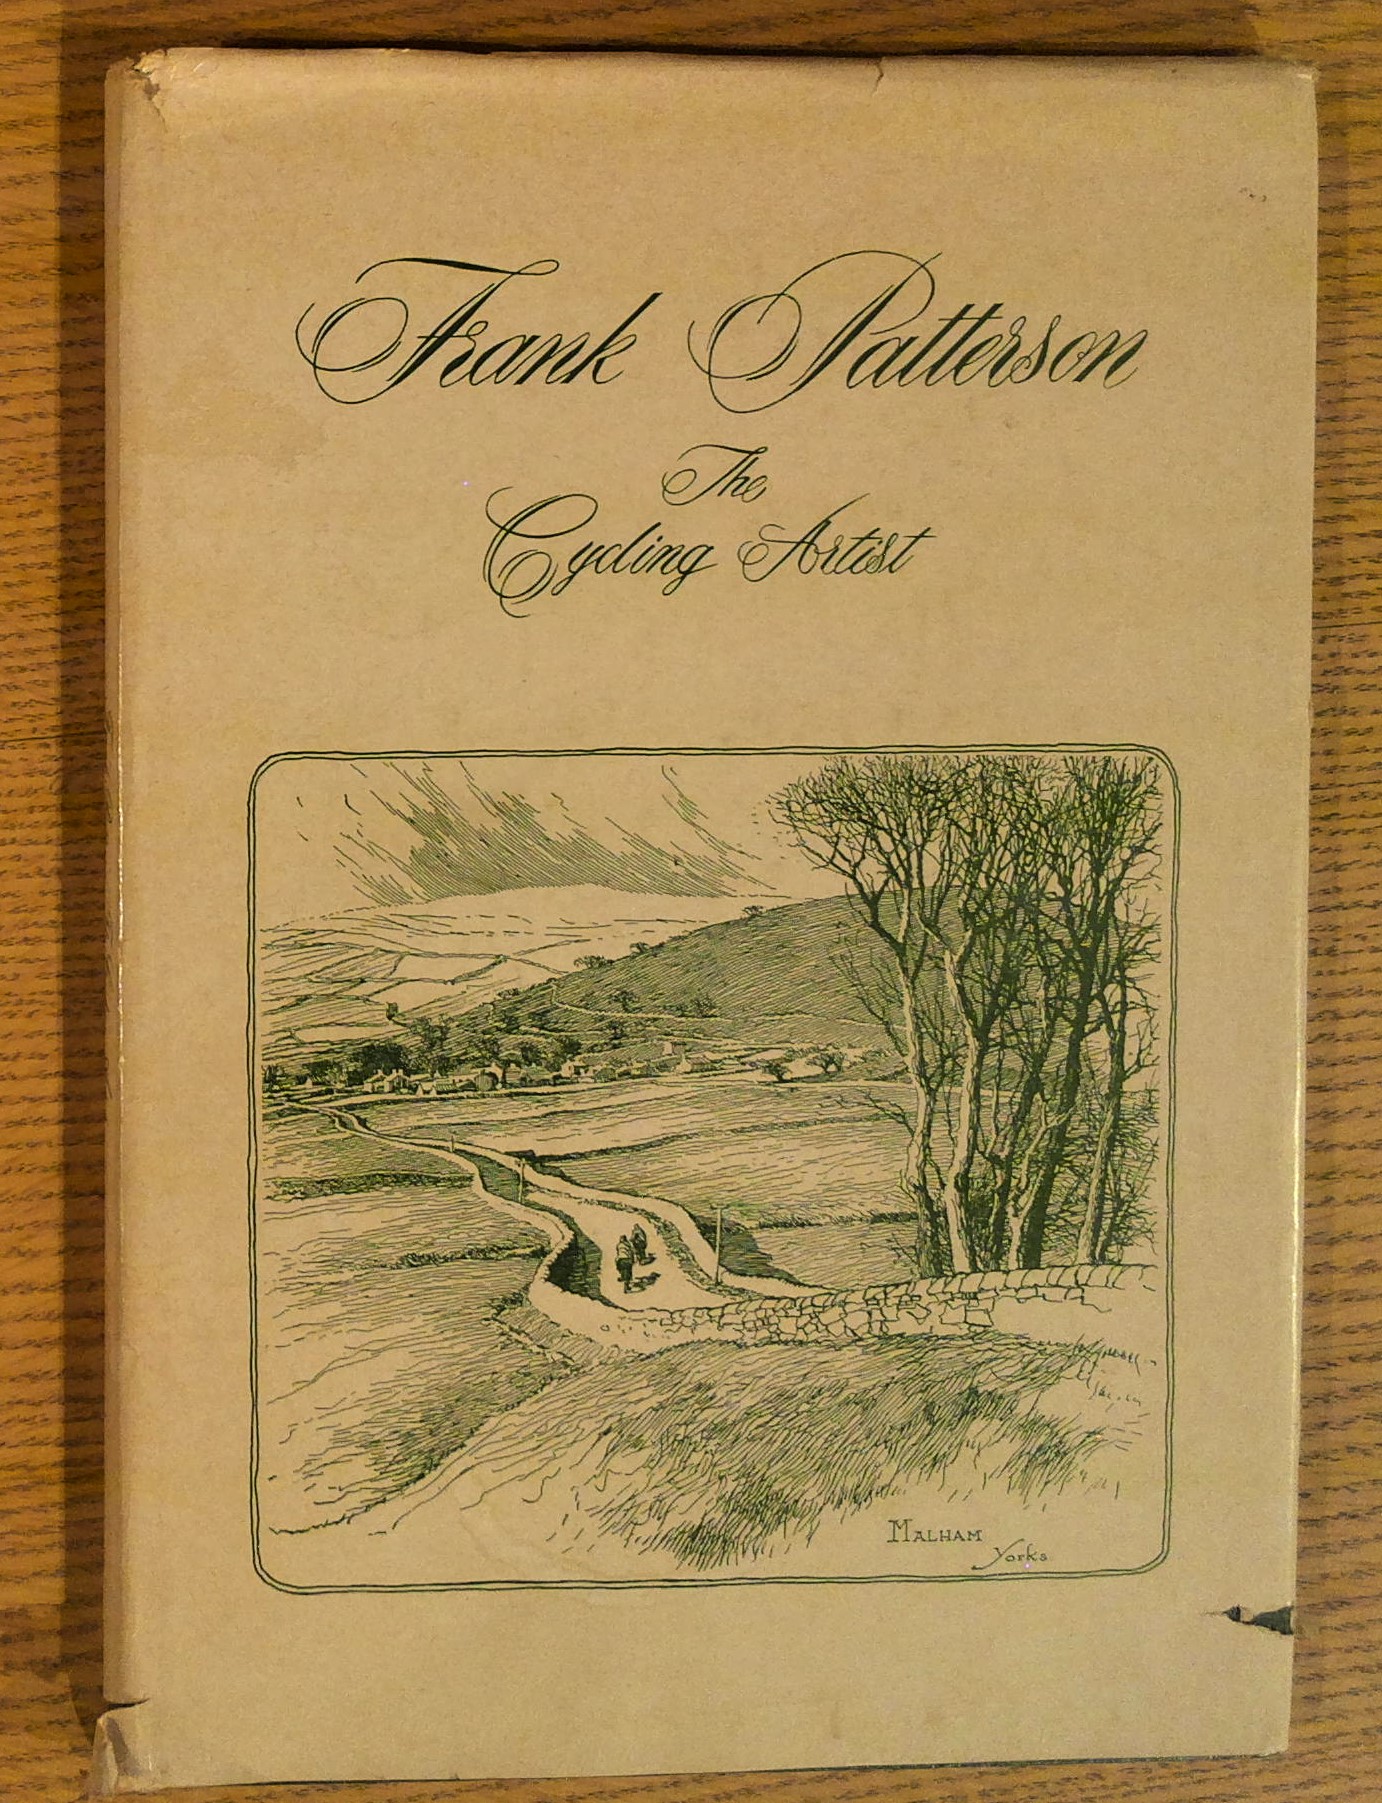 Frank Patterson
The
Cycling Artist
MALHAM
Yorks